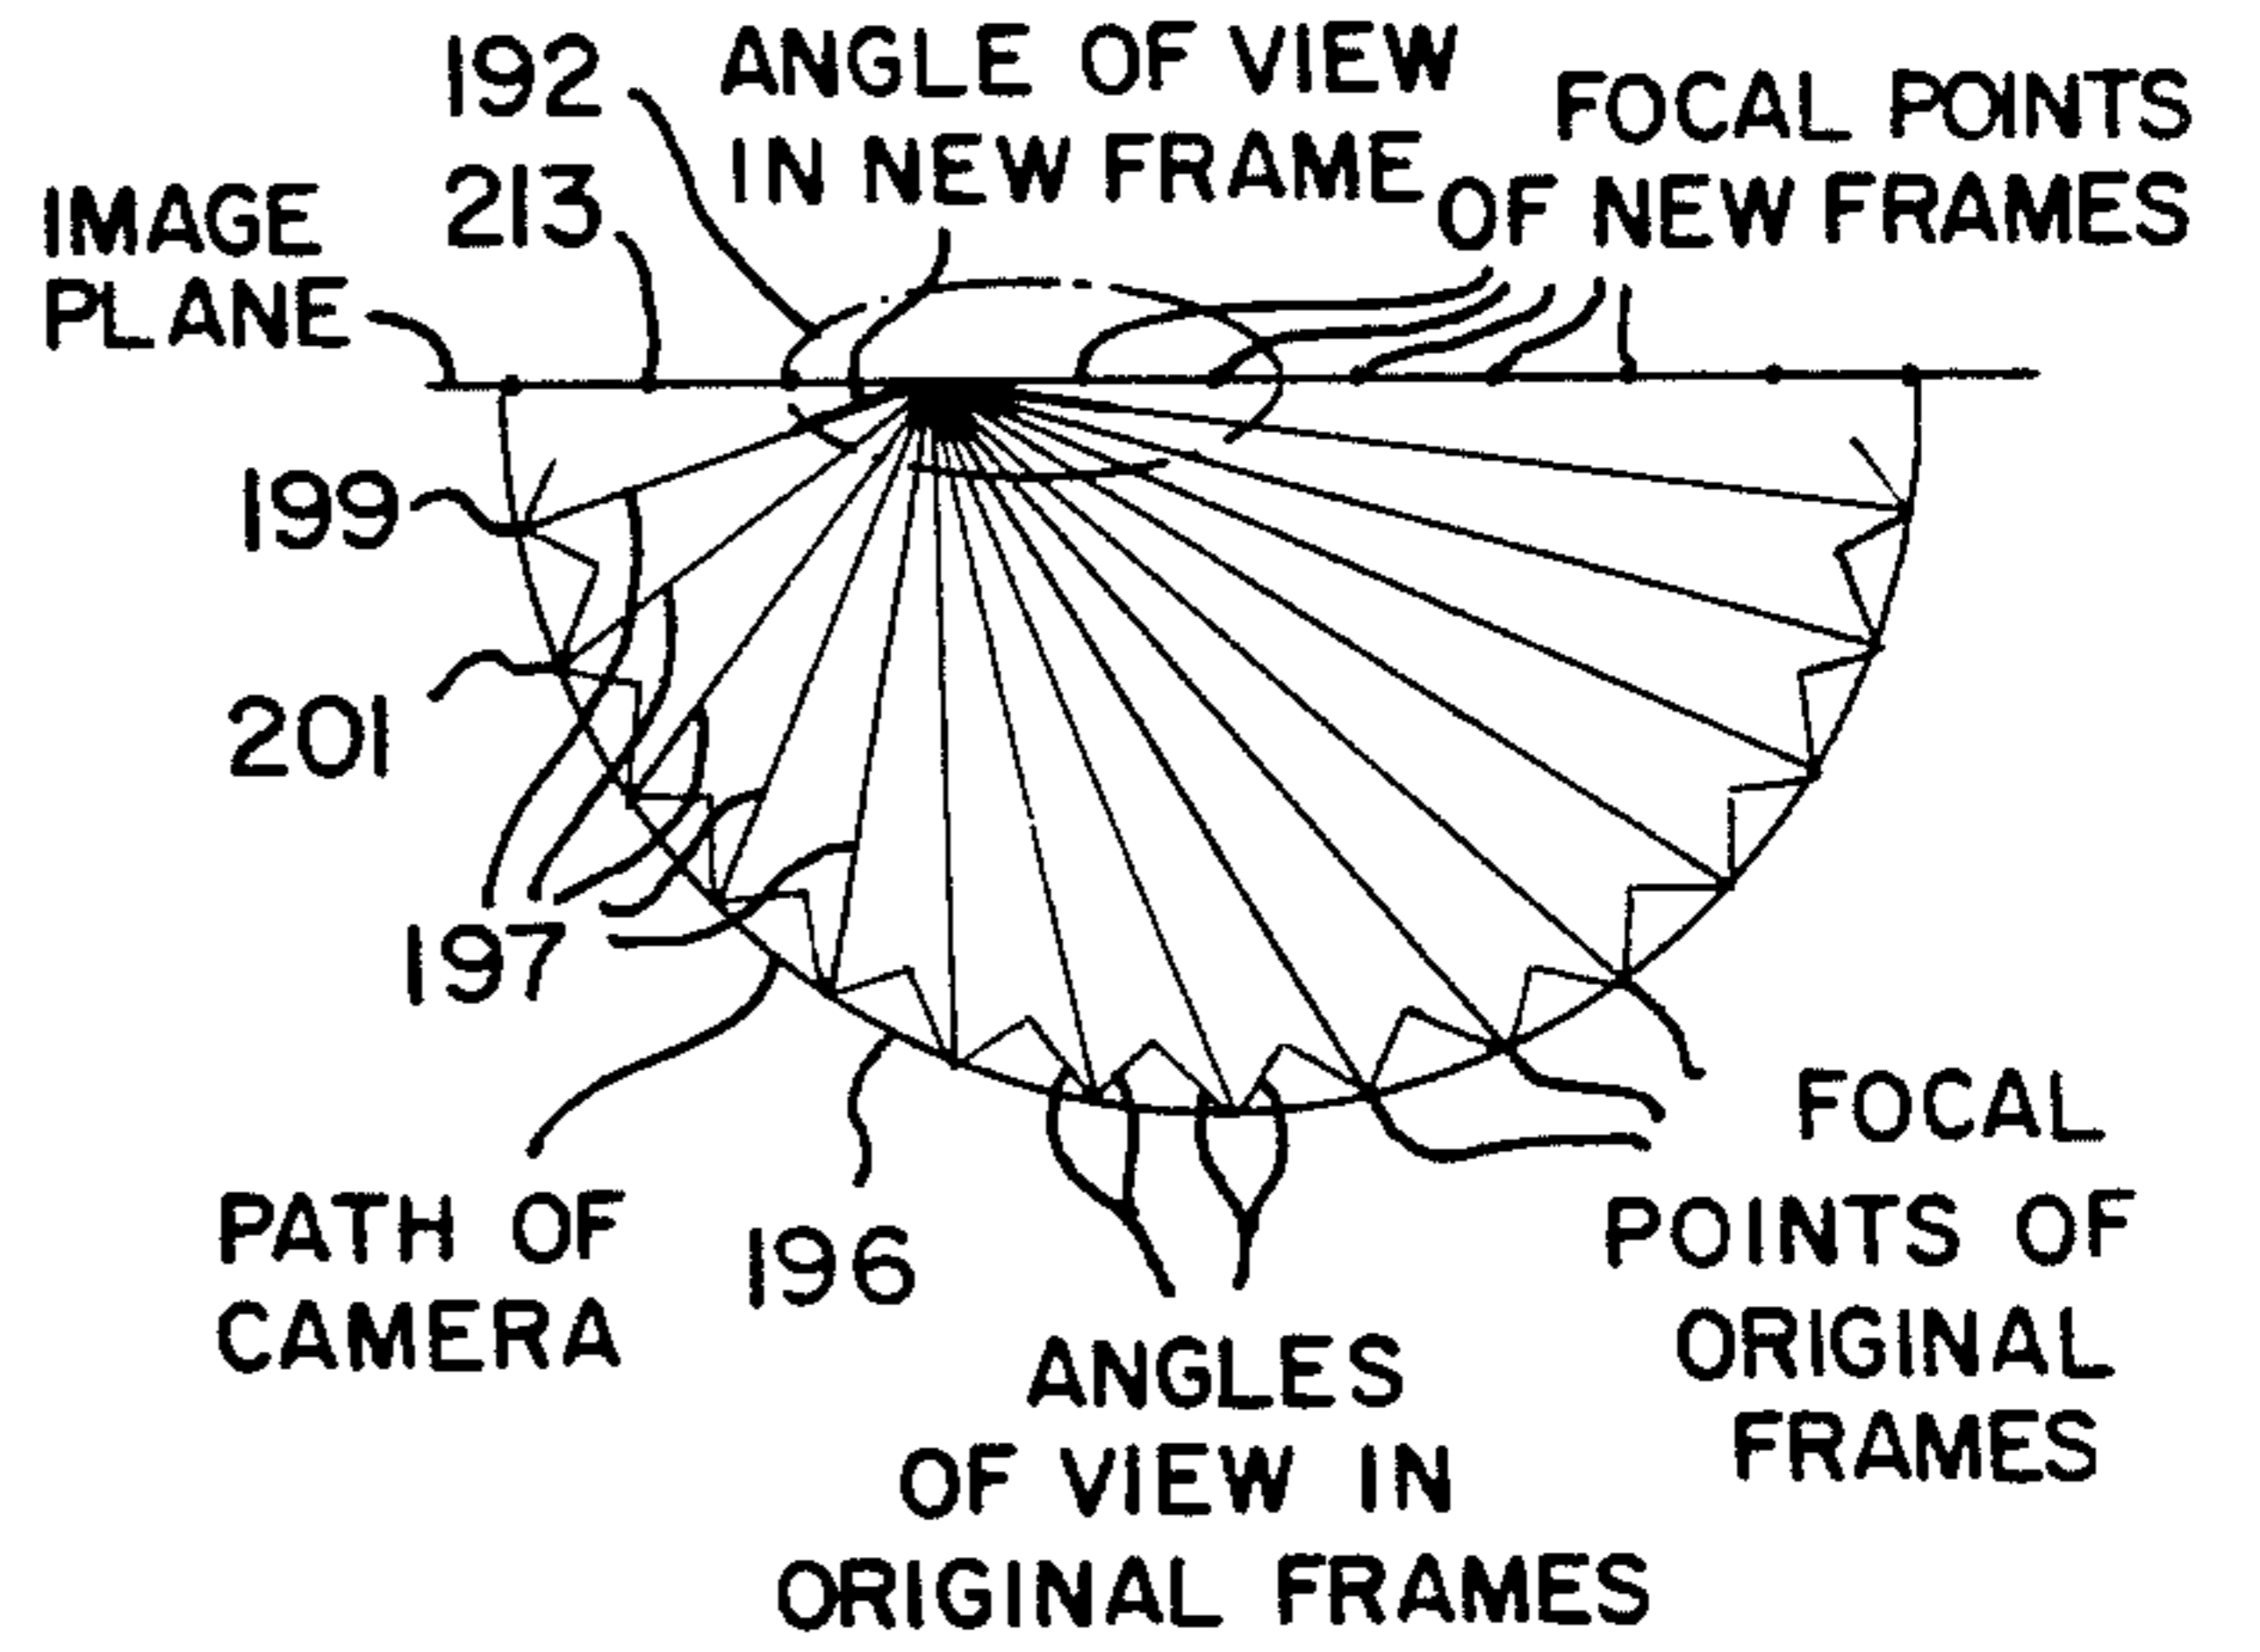 192
213
IMAGE
PLANE
ANGLE OF VIEW
IN NEW FRAME
FOCAL POINTS
OF NEW FRAMES
199
201
197
PATH OF
CAMERA
196
ANGLES
OF VIEW IN
ORIGINAL FRAMES
FOCAL
POINTS OF
ORIGINAL
FRAMES